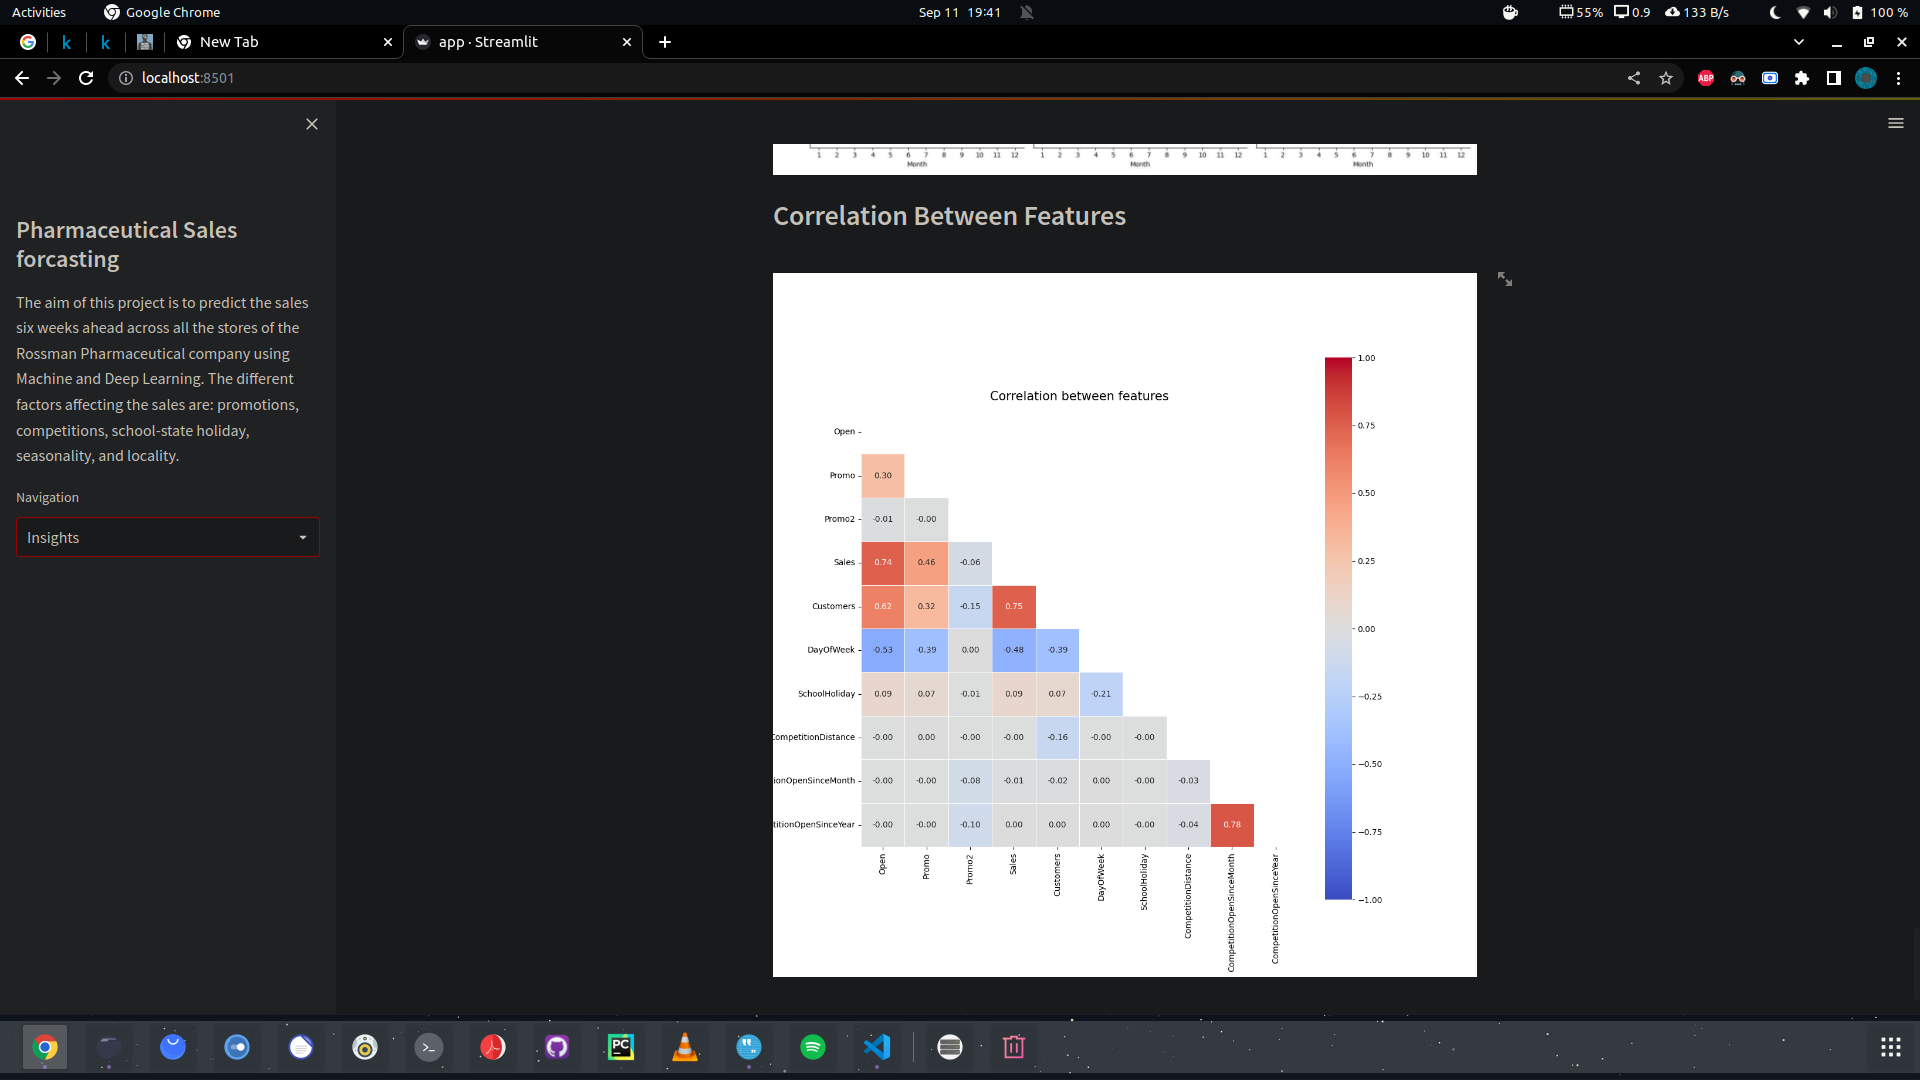 Activities
Google Chrome
Sep 11 19:41
55%
0.9
133 B/s
100 %
New Tab
app · Streamlit
localhost:8501
ABP
Pharmaceutical Sales
forcasting
The aim of this project is to predict the sales
six weeks ahead across all the stores of the
Rossman Pharmaceutical company using
Machine and Deep Learning. The different
factors affecting the sales are: promotions,
competitions, school-state holiday,
seasonality, and locality.
Navigation
Insights
1 2 3 4 5 6 7 8 9 10 11 12
Month
1 2 3 4 5 6 7 8 9 10 11 12
Month
1 2 3 4 5 6 7 8 9 10 11 12
Month
Correlation Between Features
Correlation between features
Open
Promo 0.30
Promo2 -0.01 -0.00
Sales 0.74 0.46 -0.06
Customers 0.62 0.32 -0.15 0.75
DayOfWeek -0.53 -0.39 0.00 -0.48 -0.39
SchoolHoliday 0.09 0.07 -0.01 0.09 0.07 -0.21
CompetitionDistance -0.00 0.00 -0.00 -0.00 -0.16 -0.00 -0.00
ionOpenSinceMonth -0.00 -0.00 -0.08 -0.01 -0.02 0.00 -0.00 -0.03
titionOpenSinceYear -0.00 -0.00 -0.10 0.00 0.00 0.00 -0.00 -0.04 0.78
Open
Promo
Promo2
Sales
Customers
DayOfWeek
SchoolHoliday
CompetitionDistance
CompetitionOpenSinceMonth
CompetitionOpenSinceYear
1.00
0.75
0.50
0.25
0.00
−0.25
−0.50
−0.75
−1.00
PC